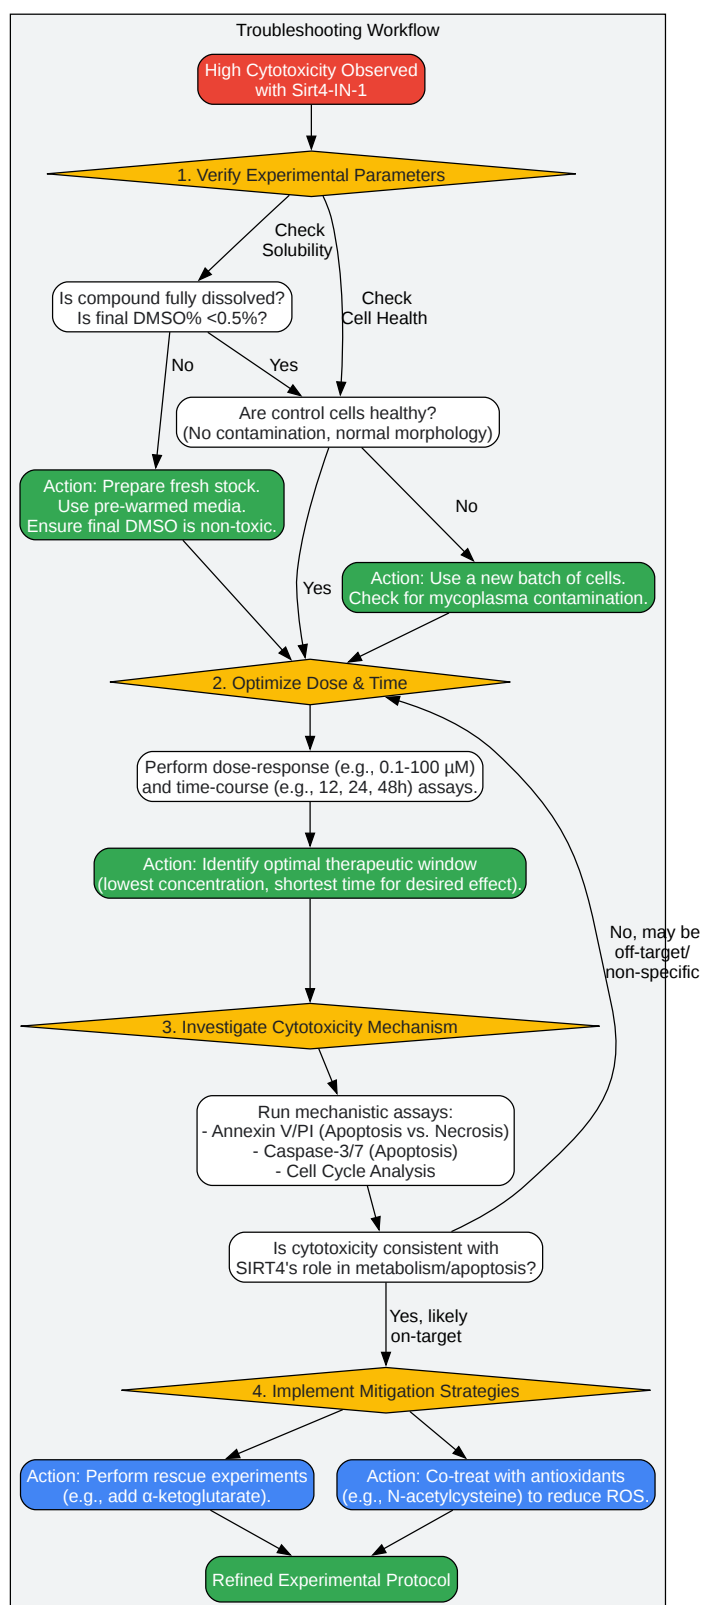 Troubleshooting Workflow
High Cytotoxicity Observed
with Sirt4-IN-1
1. Verify Experimental Parameters
Check
Solubility
Is compound fully dissolved?
Is final DMSO% <0.5%?
Check
Cell Health
No
Yes
Are control cells healthy?
(No contamination, normal morphology)
Action: Prepare fresh stock.
Use pre-warmed media.
Ensure final DMSO is non-toxic.
No
Yes
Action: Use a new batch of cells.
Check for mycoplasma contamination.
2. Optimize Dose & Time
Perform dose-response (e.g., 0.1-100 µM)
and time-course (e.g., 12, 24, 48h) assays.
Action: Identify optimal therapeutic window
(lowest concentration, shortest time for desired effect).
No, may be
off-target/
non-specific
3. Investigate Cytotoxicity Mechanism
Run mechanistic assays:
- Annexin V/PI (Apoptosis vs. Necrosis)
- Caspase-3/7 (Apoptosis)
- Cell Cycle Analysis
Is cytotoxicity consistent with
SIRT4's role in metabolism/apoptosis?
Yes, likely
on-target
4. Implement Mitigation Strategies
Action: Perform rescue experiments
(e.g., add α-ketoglutarate).
Action: Co-treat with antioxidants
(e.g., N-acetylcysteine) to reduce ROS.
Refined Experimental Protocol